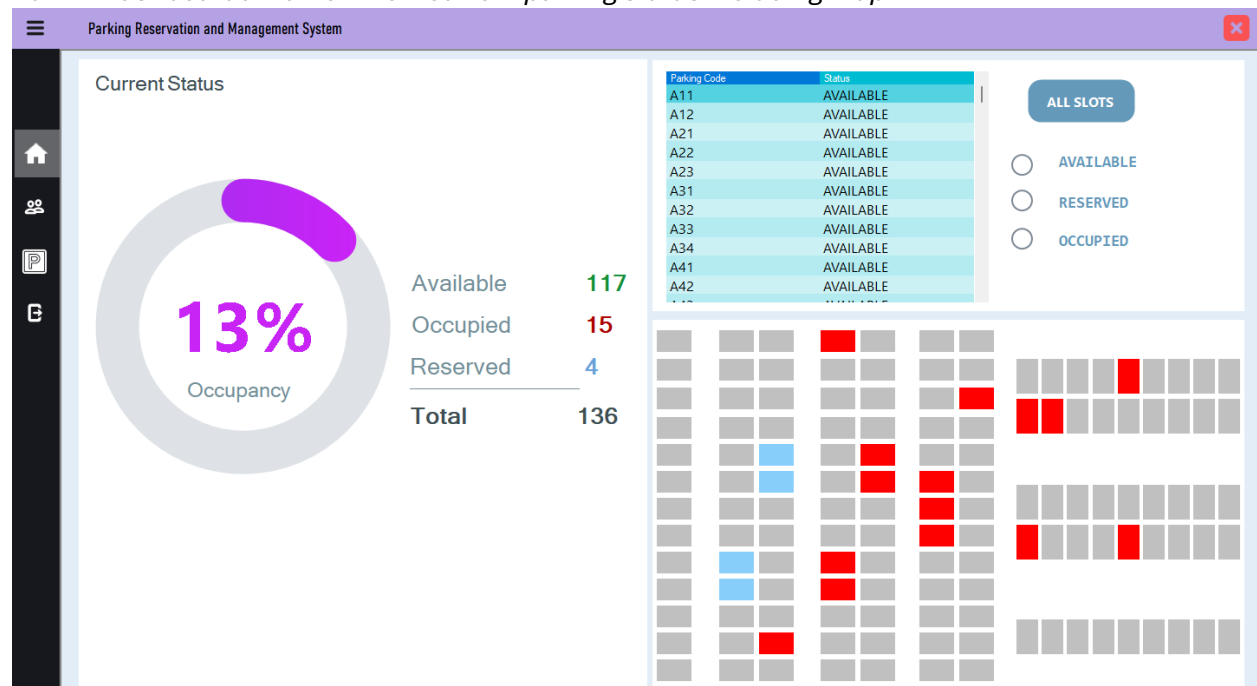 Parking Reservation and Management System
Current Status
13%
Occupancy
Available 117
Occupied 15
Reserved 4
Total 136
Parking Code Status
A11 AVAILABLE
A12 AVAILABLE
A21 AVAILABLE
A22 AVAILABLE
A23 AVAILABLE
A31 AVAILABLE
A32 AVAILABLE
A33 AVAILABLE
A34 AVAILABLE
A41 AVAILABLE
A42 AVAILABLE
ALL SLOTS
AVAILABLE
RESERVED
OCCUPIED
P